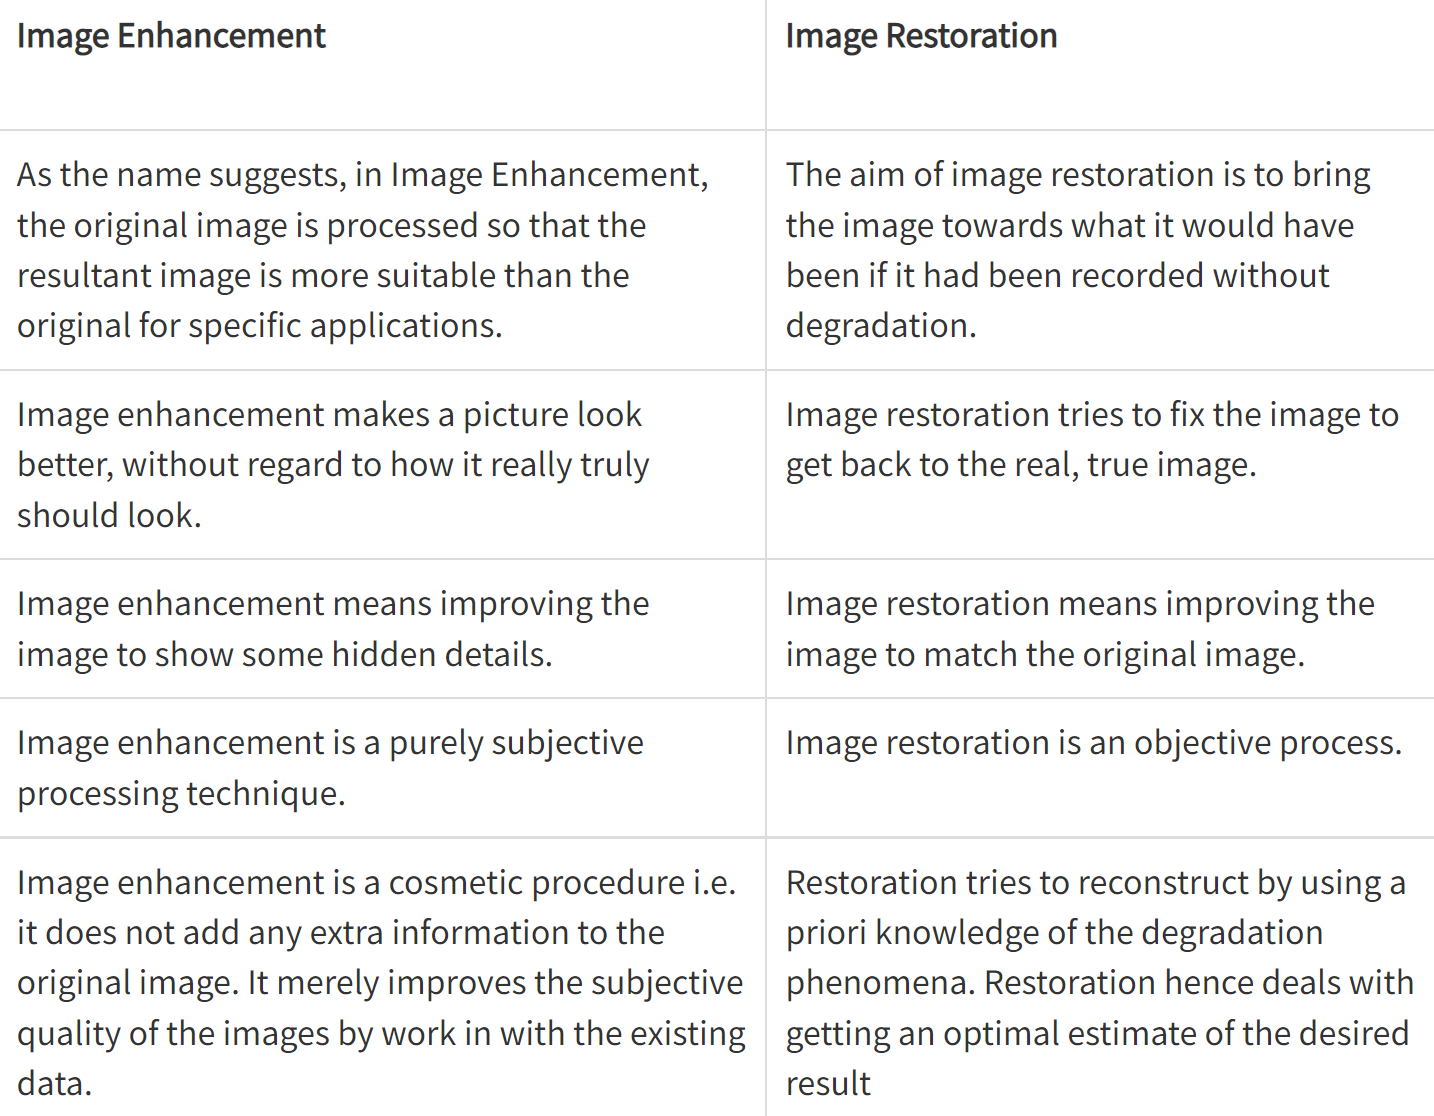 Image Enhancement
Image Restoration
As the name suggests, in Image Enhancement,
the original image is processed so that the
resultant image is more suitable than the
original for specific applications.
The aim of image restoration is to bring
the image towards what it would have
been if it had been recorded without
degradation.
Image enhancement makes a picture look
better, without regard to how it really truly
should look.
Image restoration tries to fix the image to
get back to the real, true image.
Image enhancement means improving the
image to show some hidden details.
Image restoration means improving the
image to match the original image.
Image enhancement is a purely subjective
processing technique.
Image restoration is an objective process.
Image enhancement is a cosmetic procedure i.e.
it does not add any extra information to the
original image. It merely improves the subjective
quality of the images by work in with the existing
data.
Restoration tries to reconstruct by using a
priori knowledge of the degradation
phenomena. Restoration hence deals with
getting an optimal estimate of the desired
result